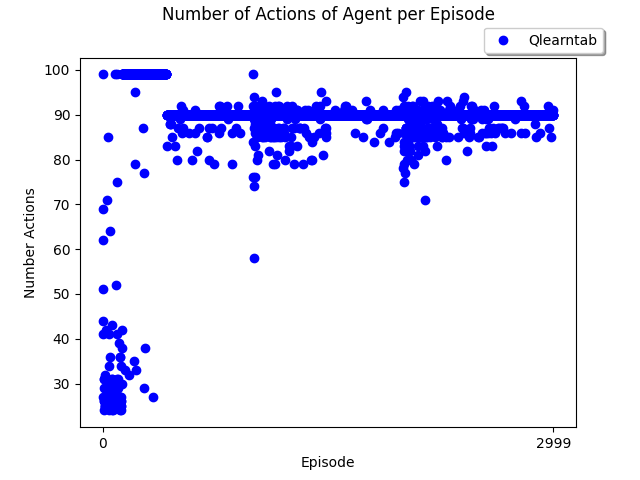 Number of Actions of Agent per Episode
Qlearntab
100
90
80
70
60
50
40
30
Number Actions
0 2999
Episode